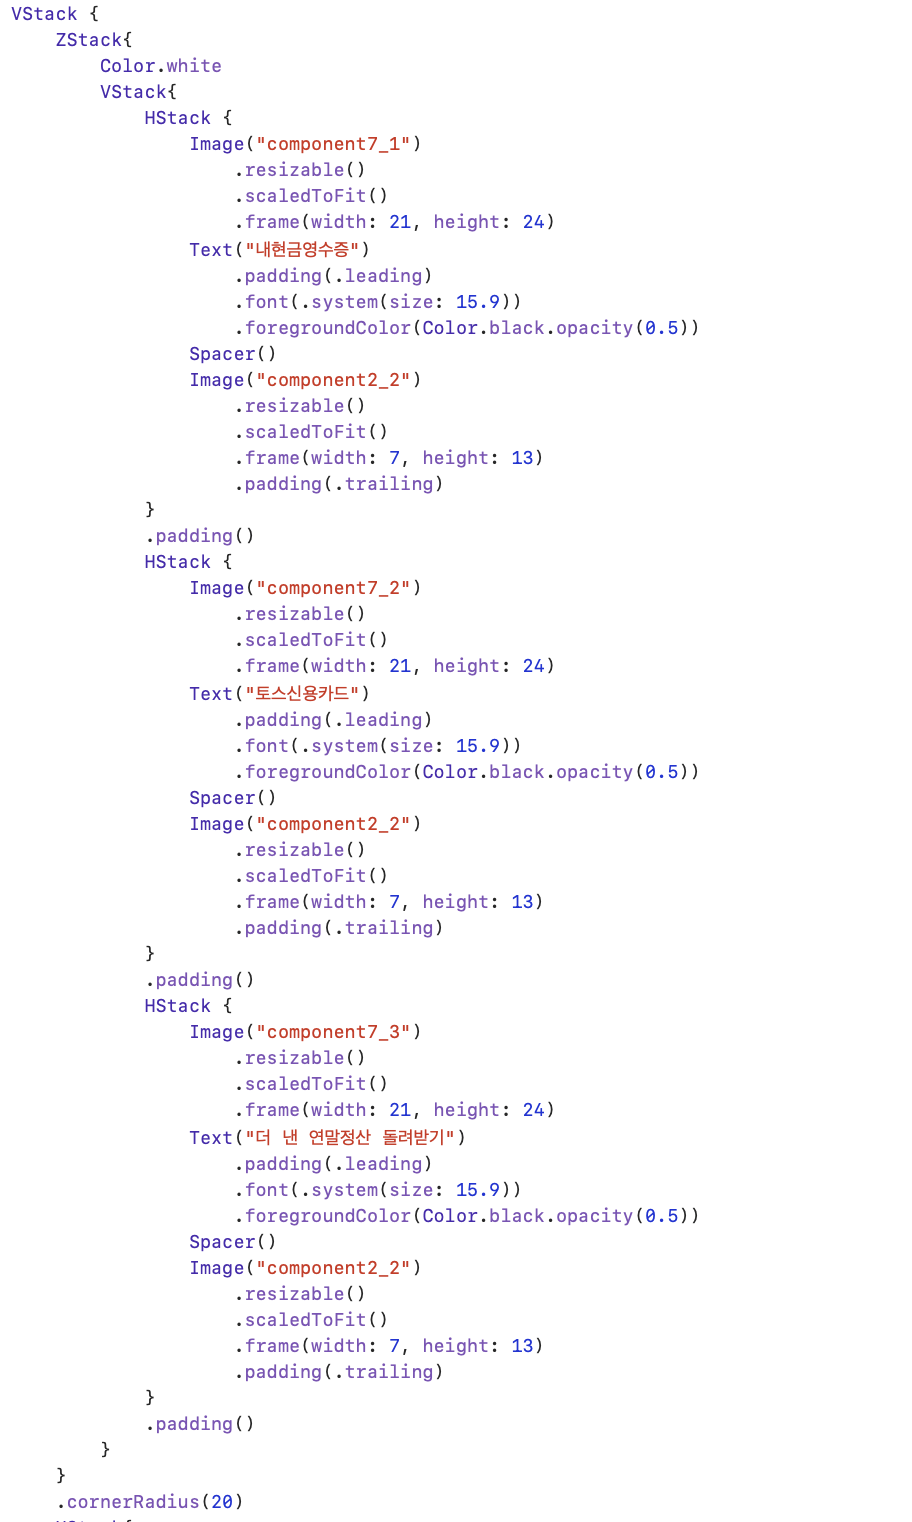 VStack {
    ZStack{
        Color.white
        VStack{
            HStack {
                Image("component7_1")
                    .resizable()
                    .scaledToFit()
                    .frame(width: 21, height: 24)
                Text("내현금영수증")
                    .padding(.leading)
                    .font(.system(size: 15.9))
                    .foregroundColor(Color.black.opacity(0.5))
                Spacer()
                Image("component2_2")
                    .resizable()
                    .scaledToFit()
                    .frame(width: 7, height: 13)
                    .padding(.trailing)
            }
            .padding()
            HStack {
                Image("component7_2")
                    .resizable()
                    .scaledToFit()
                    .frame(width: 21, height: 24)
                Text("토스신용카드")
                    .padding(.leading)
                    .font(.system(size: 15.9))
                    .foregroundColor(Color.black.opacity(0.5))
                Spacer()
                Image("component2_2")
                    .resizable()
                    .scaledToFit()
                    .frame(width: 7, height: 13)
                    .padding(.trailing)
            }
            .padding()
            HStack {
                Image("component7_3")
                    .resizable()
                    .scaledToFit()
                    .frame(width: 21, height: 24)
                Text("더 낸 연말정산 돌려받기")
                    .padding(.leading)
                    .font(.system(size: 15.9))
                    .foregroundColor(Color.black.opacity(0.5))
                Spacer()
                Image("component2_2")
                    .resizable()
                    .scaledToFit()
                    .frame(width: 7, height: 13)
                    .padding(.trailing)
            }
            .padding()
        }
    }
    .cornerRadius(20)